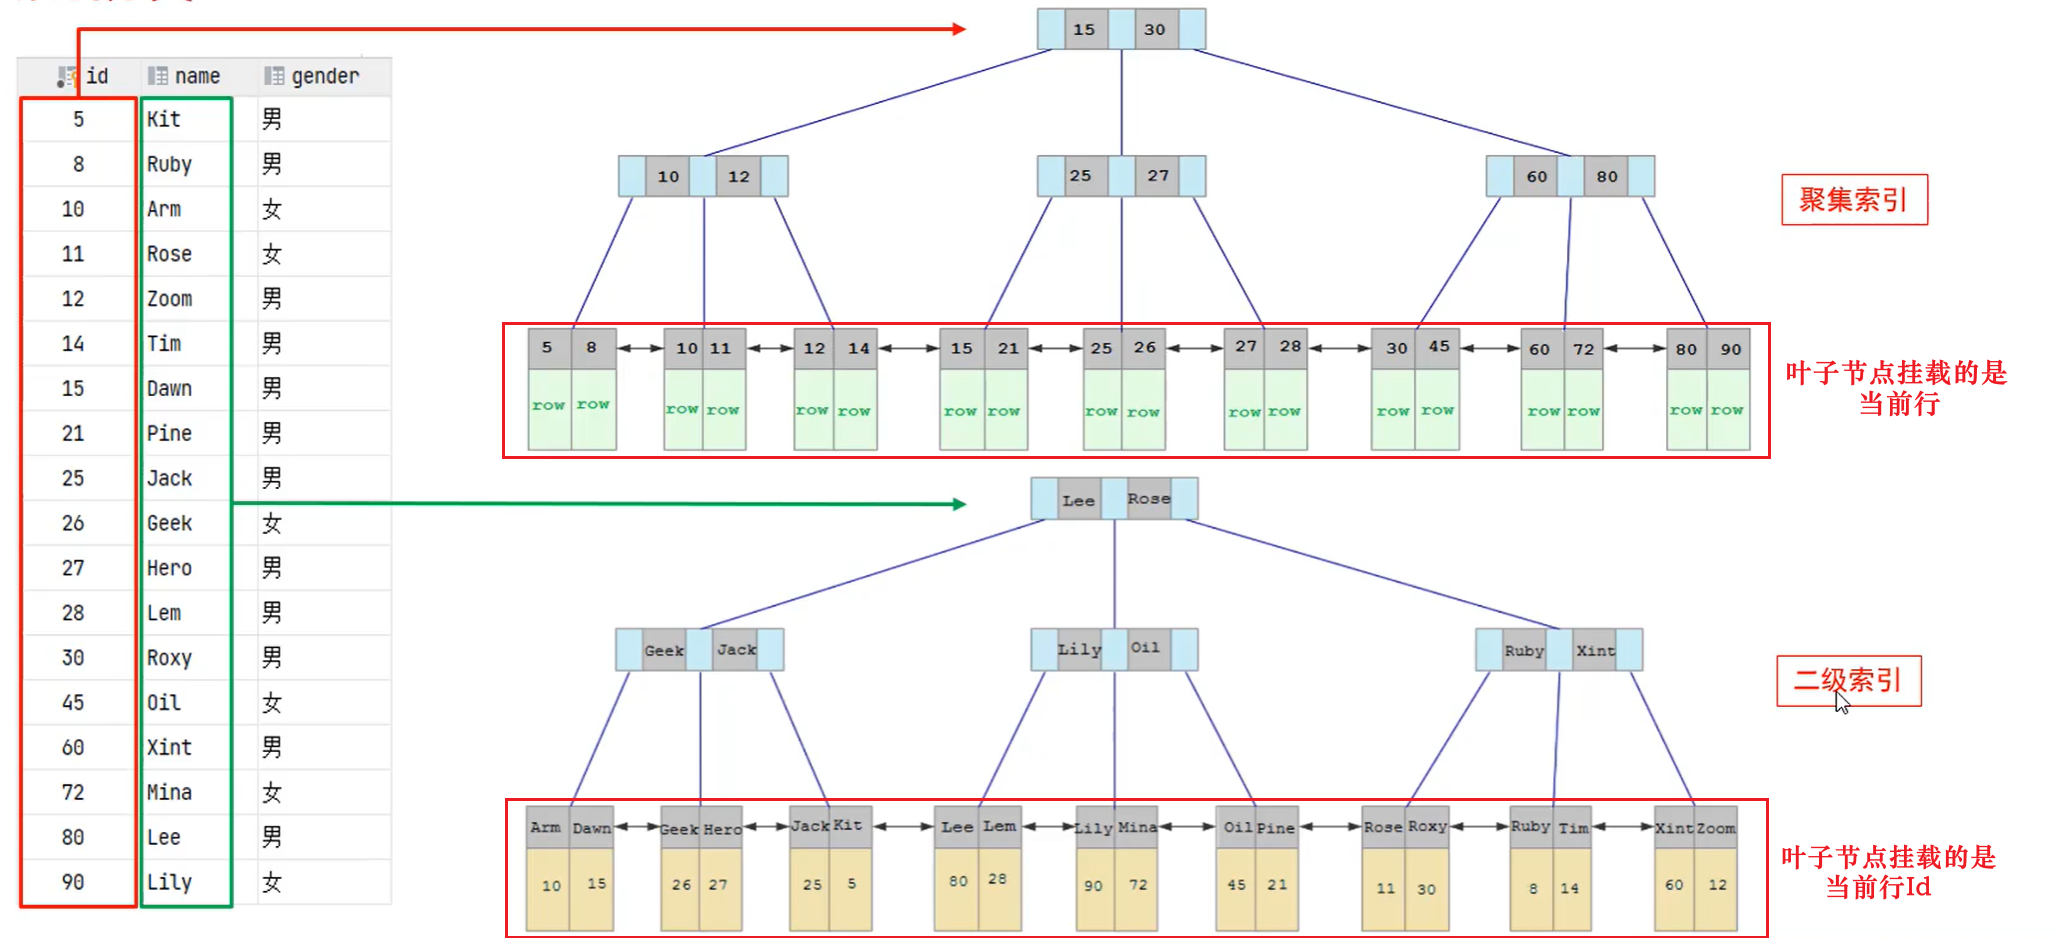 id name gender
5 Kit 男
8 Ruby 男
10 Arm 女
11 Rose 女
12 Zoom 男
14 Tim 男
15 Dawn 男
21 Pine 男
25 Jack 男
26 Geek 女
27 Hero 男
28 Lem 男
30 Roxy 男
45 Oil 女
60 Xint 男
72 Mina 女
80 Lee 男
90 Lily 女
15 30
10 12 25 27 60 80
聚集索引
5 8 10 11 12 14 15 21 25 26 27 28 30 45 60 72 80 90
row row row row row row row row row row row row row row row row row row
叶子节点挂载的是
当前行
Lee Rose
Geek Jack Lily Oil Ruby Xint
二级索引
Arm Dawn Geek Hero Jack Kit Lee Lem Lily Mina Oil Pine Rose Roxy Ruby Tim Xint Zoom
10 15 26 27 25 5 80 28 90 72 45 21 11 30 8 14 60 12
叶子节点挂载的是
当前行Id